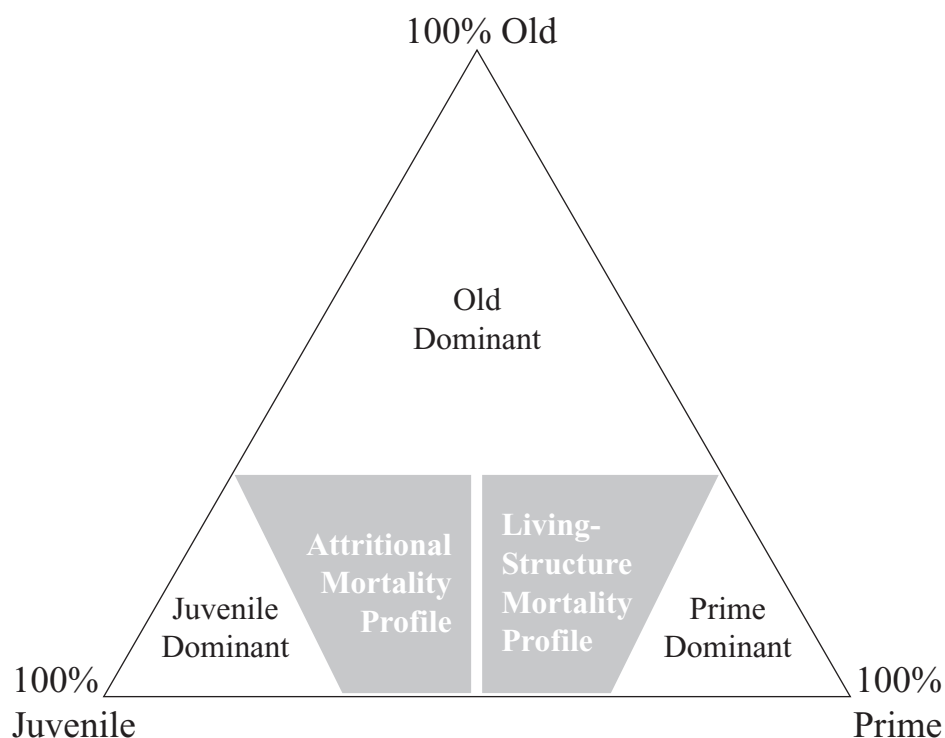 100% Old
Old
Dominant
Attritional
Mortality
Profile
Living-
Structure
Mortality
Profile
Juvenile
Dominant
Prime
Dominant
100%
Juvenile
100%
Prime